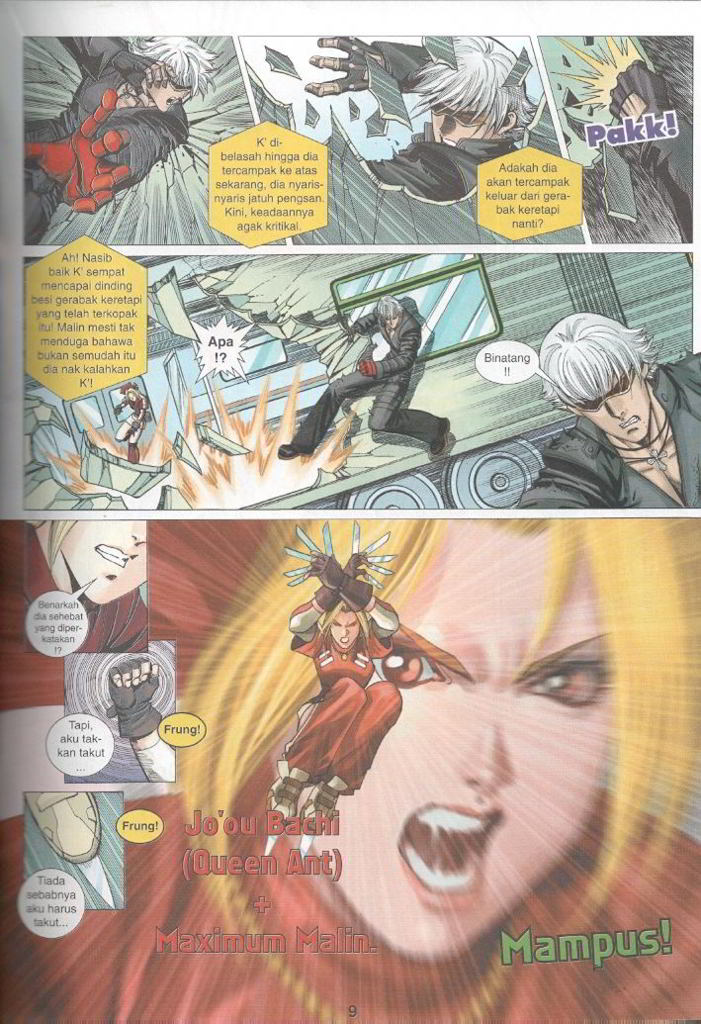 K' di-
belasah hingga dia
tercampak ke atas
sekarang, dia nyaris-
nyaris jatuh pengsan.
Kini, keadaannya
agak kritikal.
Adakah dia
akan tercampak
keluar dari gera-
bak keretapi
nanti?
Pakk!
Ah! Nasib
baik K' sempat
mencapai dinding
besi gerabak keretapi
yang telah terkopak
itu! Malin mesti tak
menduga bahawa
bukan semudah itu
dia nak kalahkan
K'!
Apa
!?
Binatang
!!
Benarkah
dia sehebat
yang diper-
katakan
!?
Tapi,
aku tak-
kan takut
...
Frung!
Frung!
Tiada
sebabnya
aku harus
takut...
Jo'ou Bachi
(Queen Ant)
+
Maximum Malin.
Mampus!
9